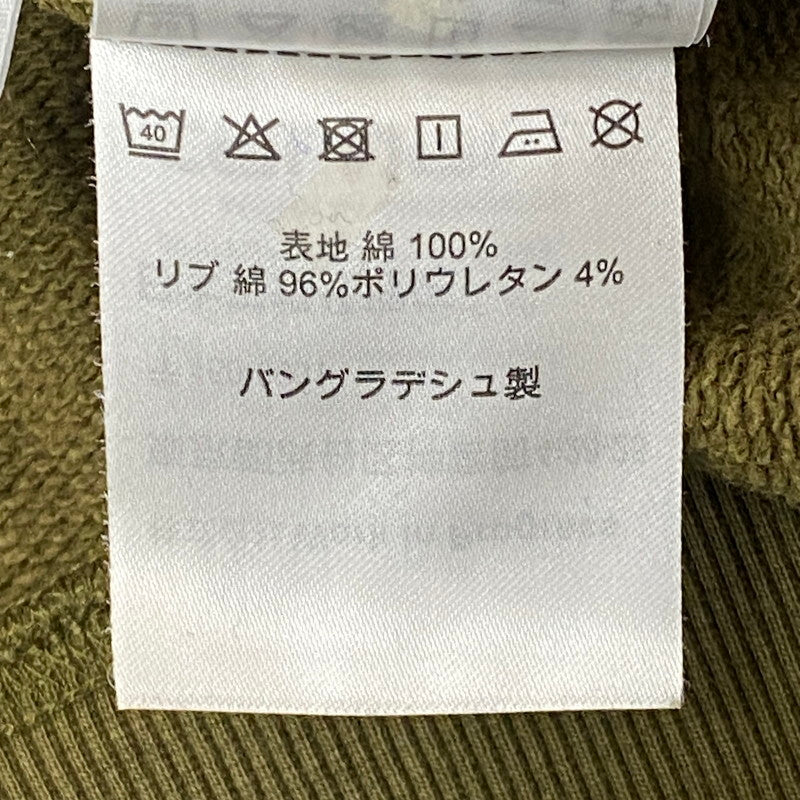 40
表地 綿 100%
リブ 綿 96%ポリウレタン 4%
バングラデシュ製